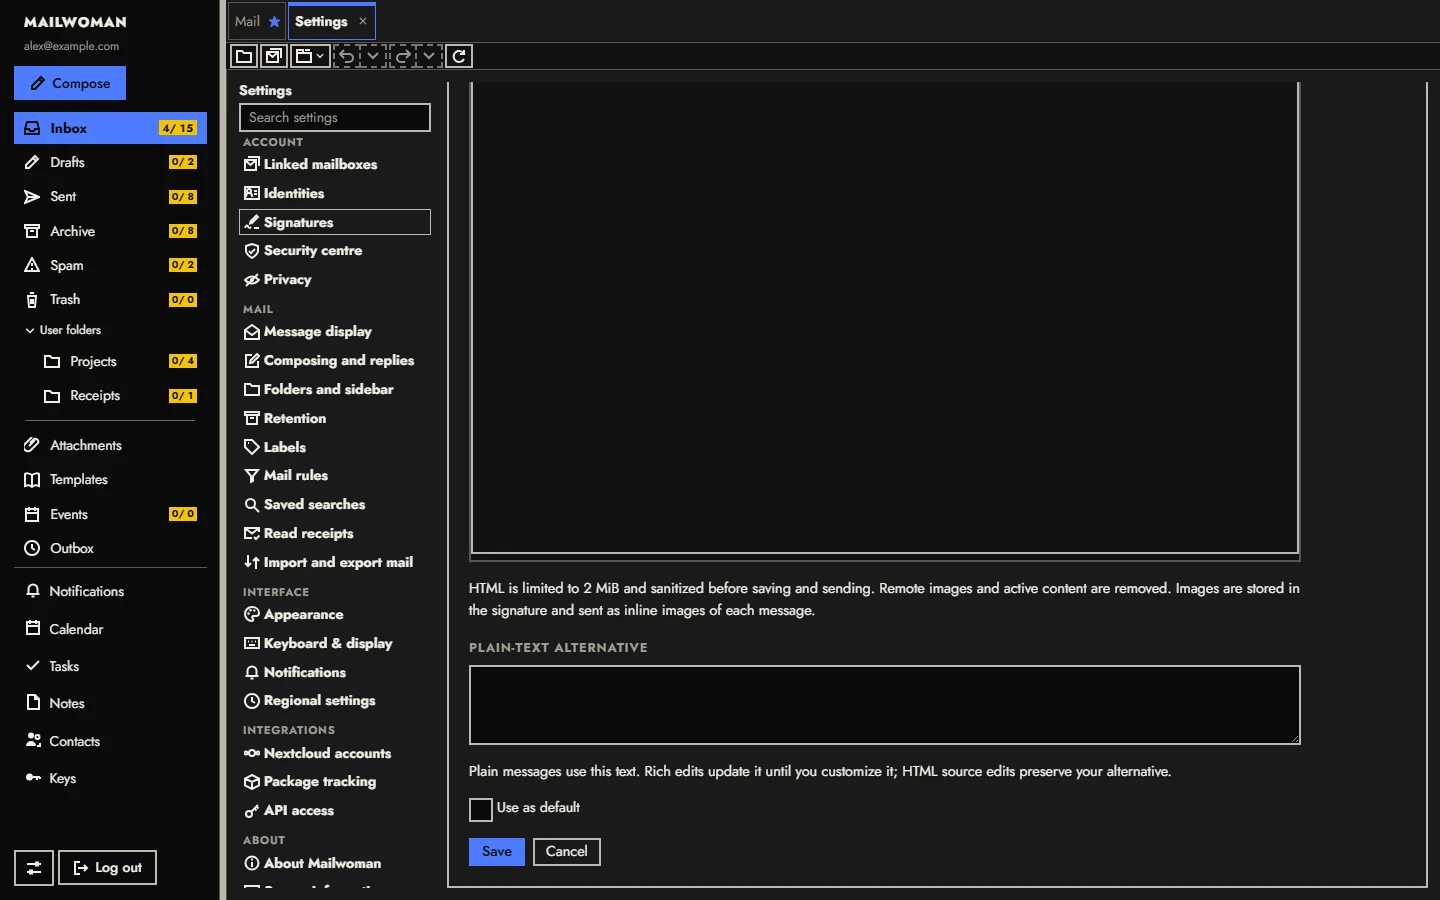 MAILWOMAN
alex@example.com
Compose
Inbox 4/ 15
Drafts 0/ 2
Sent 0/ 8
Archive 0/ 8
Spam 0/ 2
Trash 0/ 0
User folders
Projects 0/ 4
Receipts 0/ 1
Attachments
Templates
Events 0/ 0
Outbox
Notifications
Calendar
Tasks
Notes
Contacts
Keys
Log out
Mail
Settings
Settings
Search settings
ACCOUNT
Linked mailboxes
Identities
Signatures
Security centre
Privacy
MAIL
Message display
Composing and replies
Folders and sidebar
Retention
Labels
Mail rules
Saved searches
Read receipts
Import and export mail
INTERFACE
Appearance
Keyboard & display
Notifications
Regional settings
INTEGRATIONS
Nextcloud accounts
Package tracking
API access
ABOUT
About Mailwoman
HTML is limited to 2 MiB and sanitized before saving and sending. Remote images and active content are removed. Images are stored in
the signature and sent as inline images of each message.
PLAIN-TEXT ALTERNATIVE
Plain messages use this text. Rich edits update it until you customize it; HTML source edits preserve your alternative.
Use as default
Save
Cancel